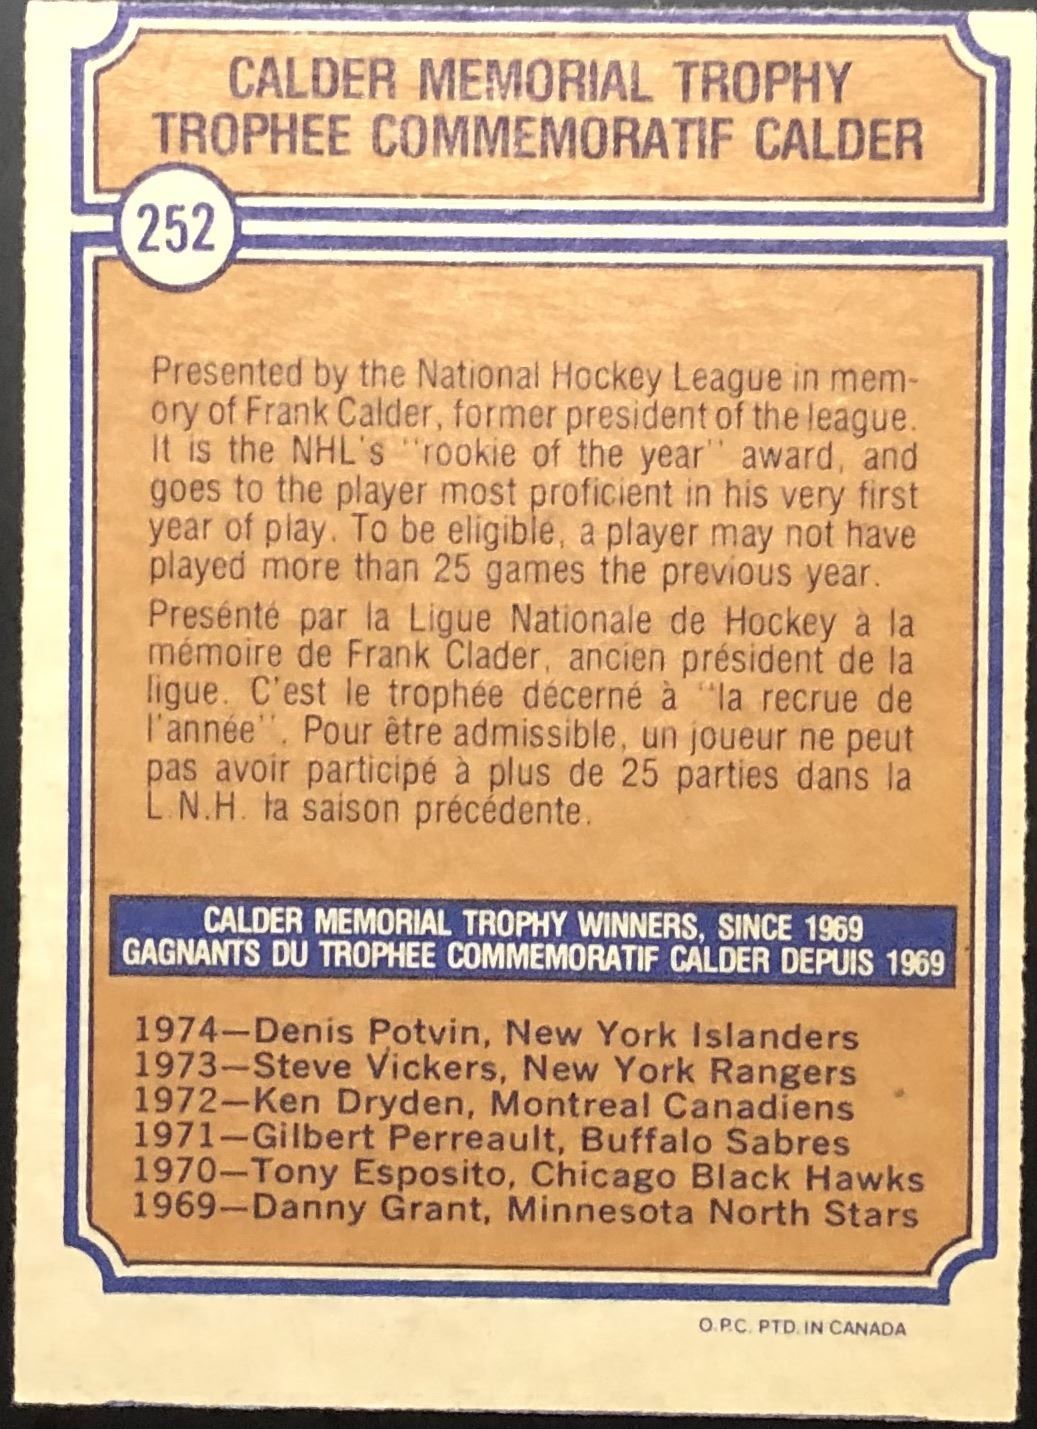 CALDER MEMORIAL TROPHY
TROPHEE COMMEMORATIF CALDER
252
Presented by the National Hockey League in mem-
ory of Frank Calder, former president of the league.
It is the NHL's "rookie of the year" award, and
goes to the player most proficient in his very first
year of play. To be eligible, a player may not have
played more than 25 games the previous year.
Presénté par la Ligue Nationale de Hockey à la
mémoire de Frank Clader, ancien président de la
ligue. C'est le trophée décerné à "la recrue de
l'année". Pour être admissible, un joueur ne peut
pas avoir participé à plus de 25 parties dans la
L.N.H. la saison précédente.
CALDER MEMORIAL TROPHY WINNERS, SINCE 1969
GAGNANTS DU TROPHEE COMMEMORATIF CALDER DEPUIS 1969
1974—Denis Potvin, New York Islanders
1973—Steve Vickers, New York Rangers
1972—Ken Dryden, Montreal Canadiens
1971—Gilbert Perreault, Buffalo Sabres
1970—Tony Esposito, Chicago Black Hawks
1969—Danny Grant, Minnesota North Stars
O.P.C. PTD. IN CANADA